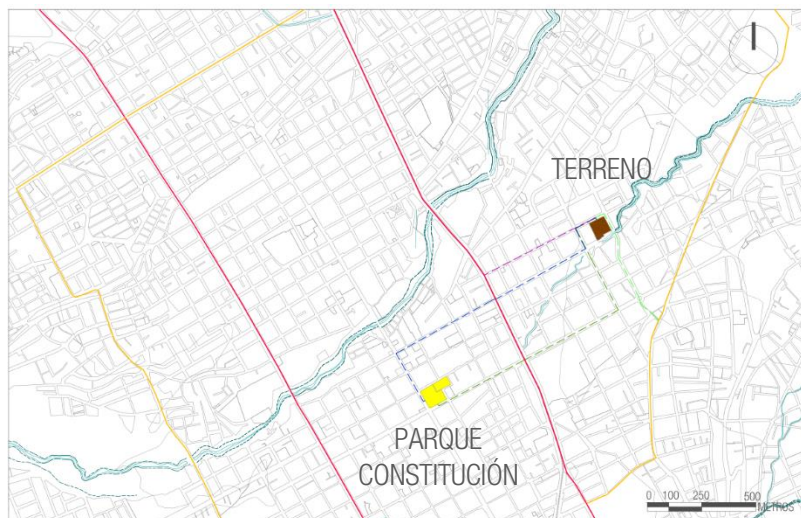 TERRENO
PARQUE
CONSTITUCIÓN
0 100 250 500
METROS